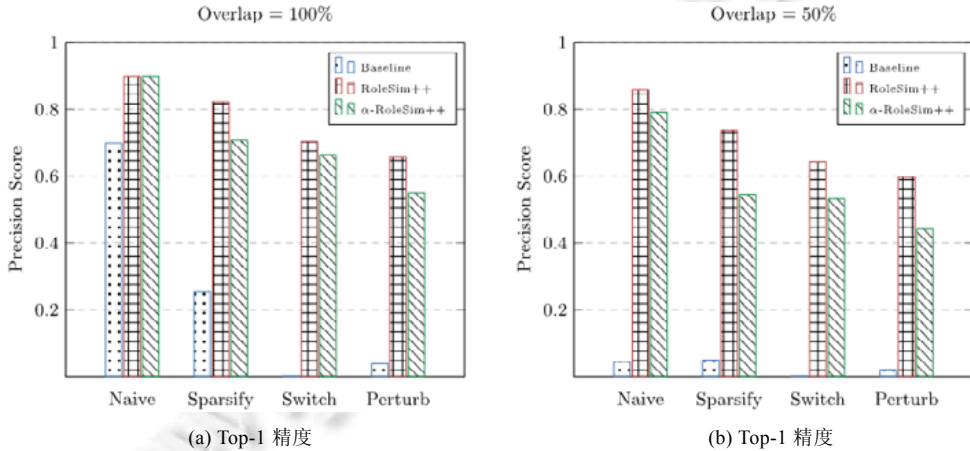 Overlap = 100%
1
0.8
0.6
0.4
0.2
Precision Score
Baseline
RoleSim++
α-RoleSim++
Naive Sparsify Switch Perturb
(a) Top-1 精度
Overlap = 50%
1
0.8
0.6
0.4
0.2
Precision Score
Baseline
RoleSim++
α-RoleSim++
Naive Sparsify Switch Perturb
(b) Top-1 精度